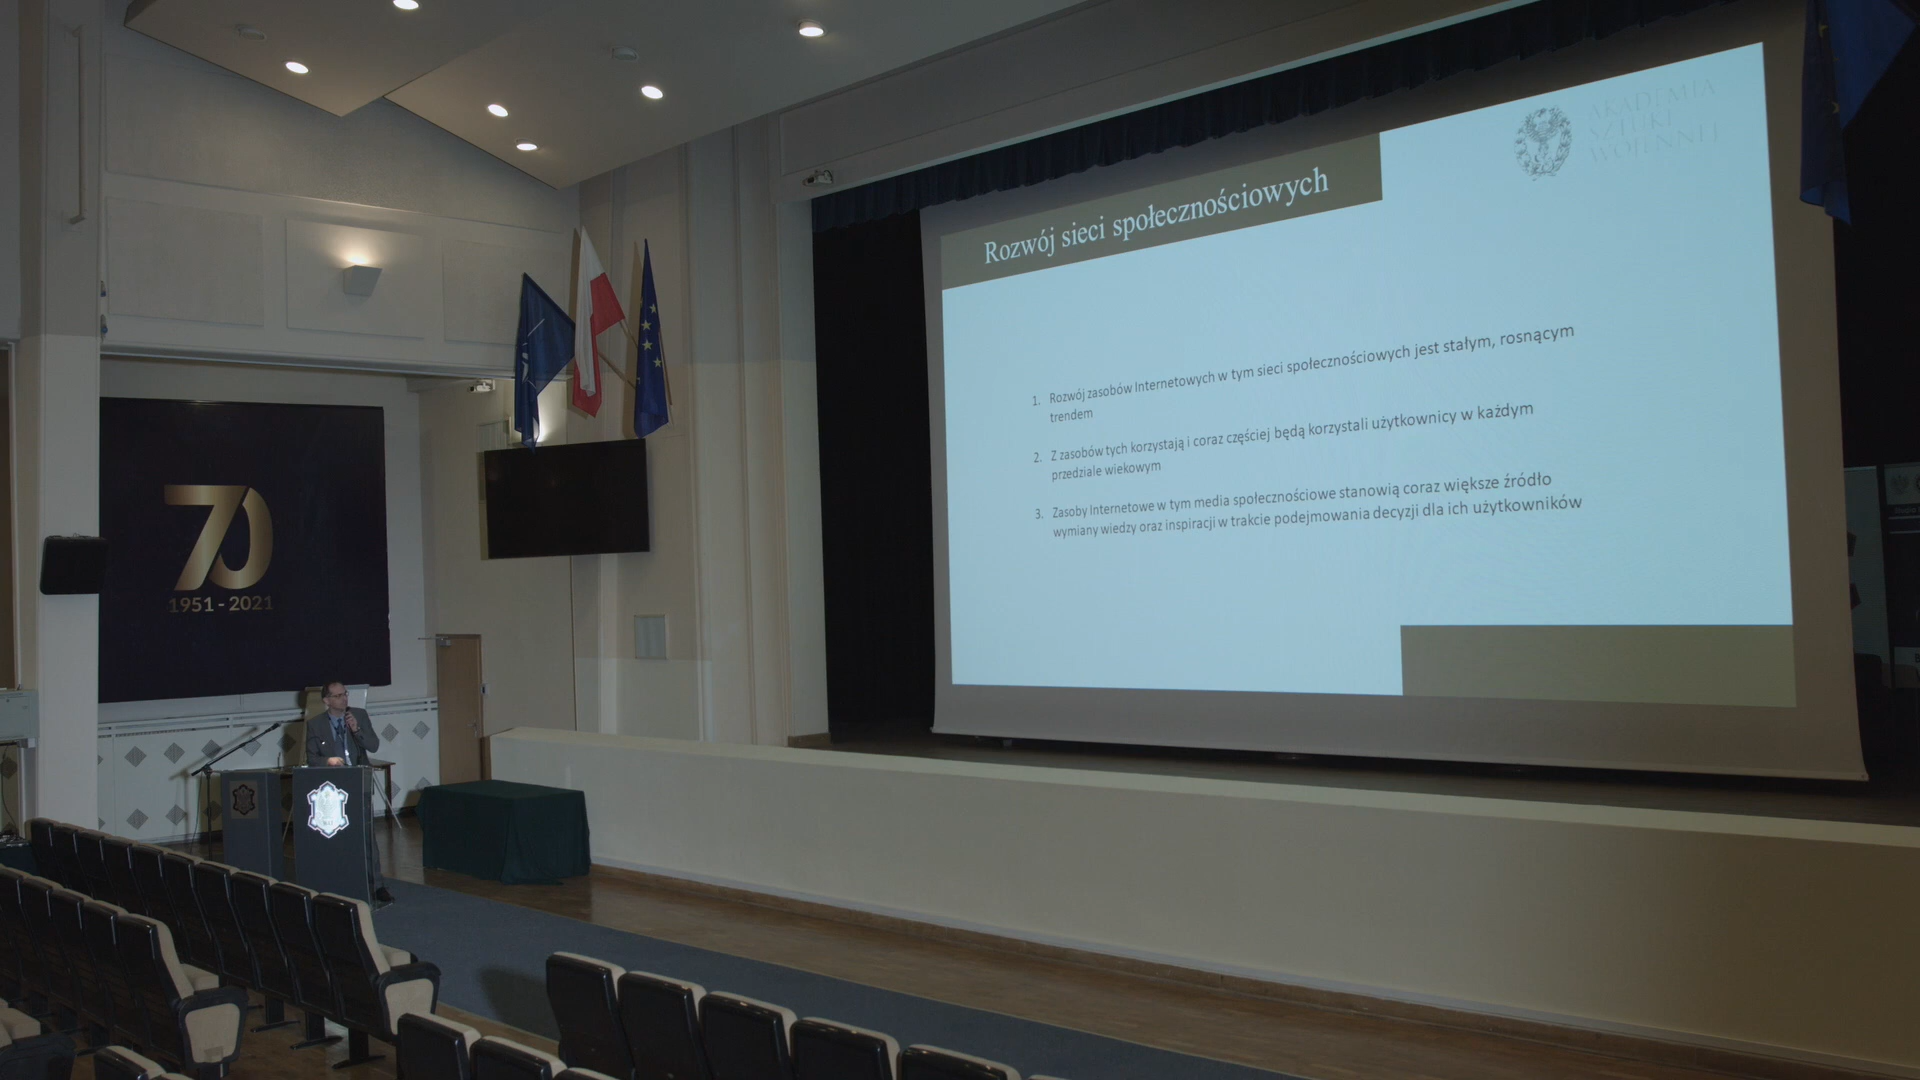 AKADEMIA
SZTUKI
WOJENNEJ
Rozwój sieci społecznościowych
1. Rozwój zasobów Internetowych w tym sieci społecznościowych jest stałym, rosnącym
trendem
2. Z zasobów tych korzystają i coraz częściej będą korzystali użytkownicy w każdym
przedziale wiekowym
3. Zasoby Internetowe w tym media społecznościowe stanowią coraz większe źródło
wymiany wiedzy oraz inspiracji w trakcie podejmowania decyzji dla ich użytkowników
70
1951 - 2021